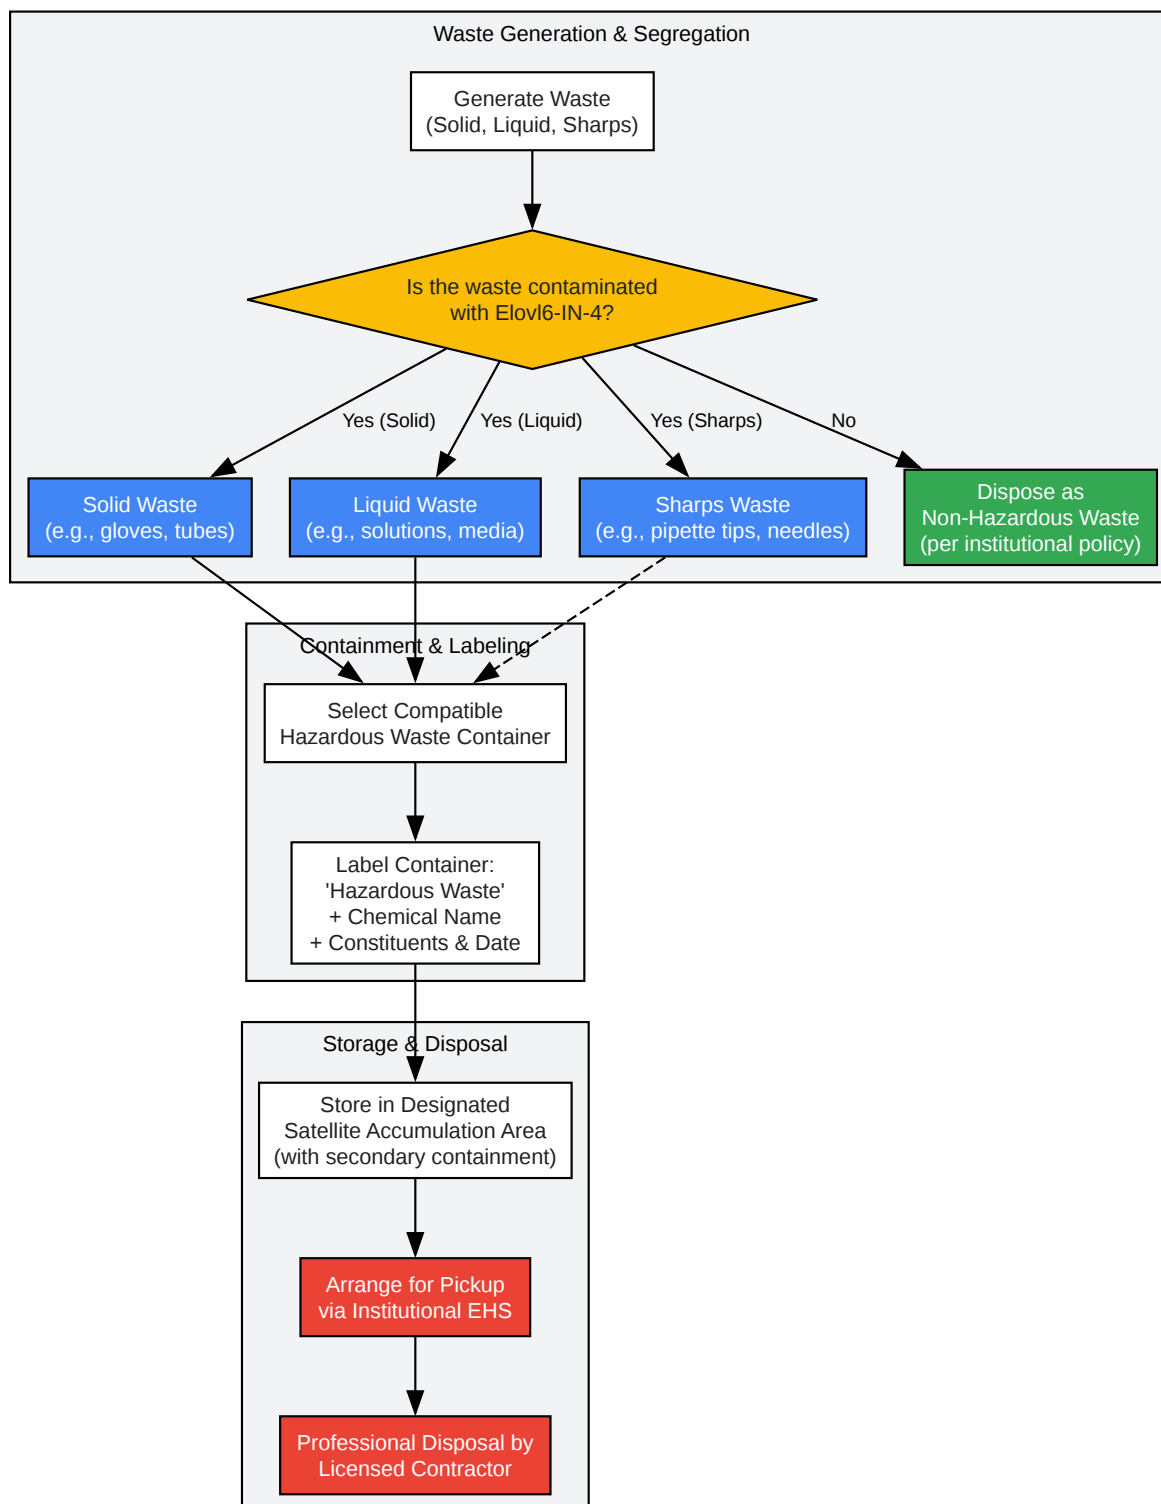 Waste Generation & Segregation
Generate Waste
(Solid, Liquid, Sharps)
Is the waste contaminated
with Elovl6-IN-4?
Yes (Solid)
Yes (Liquid)
Yes (Sharps)
No
Solid Waste
(e.g., gloves, tubes)
Liquid Waste
(e.g., solutions, media)
Sharps Waste
(e.g., pipette tips, needles)
Dispose as
Non-Hazardous Waste
(per institutional policy)
Containment & Labeling
Select Compatible
Hazardous Waste Container
Label Container:
'Hazardous Waste'
+ Chemical Name
+ Constituents & Date
Storage & Disposal
Store in Designated
Satellite Accumulation Area
(with secondary containment)
Arrange for Pickup
via Institutional EHS
Professional Disposal by
Licensed Contractor